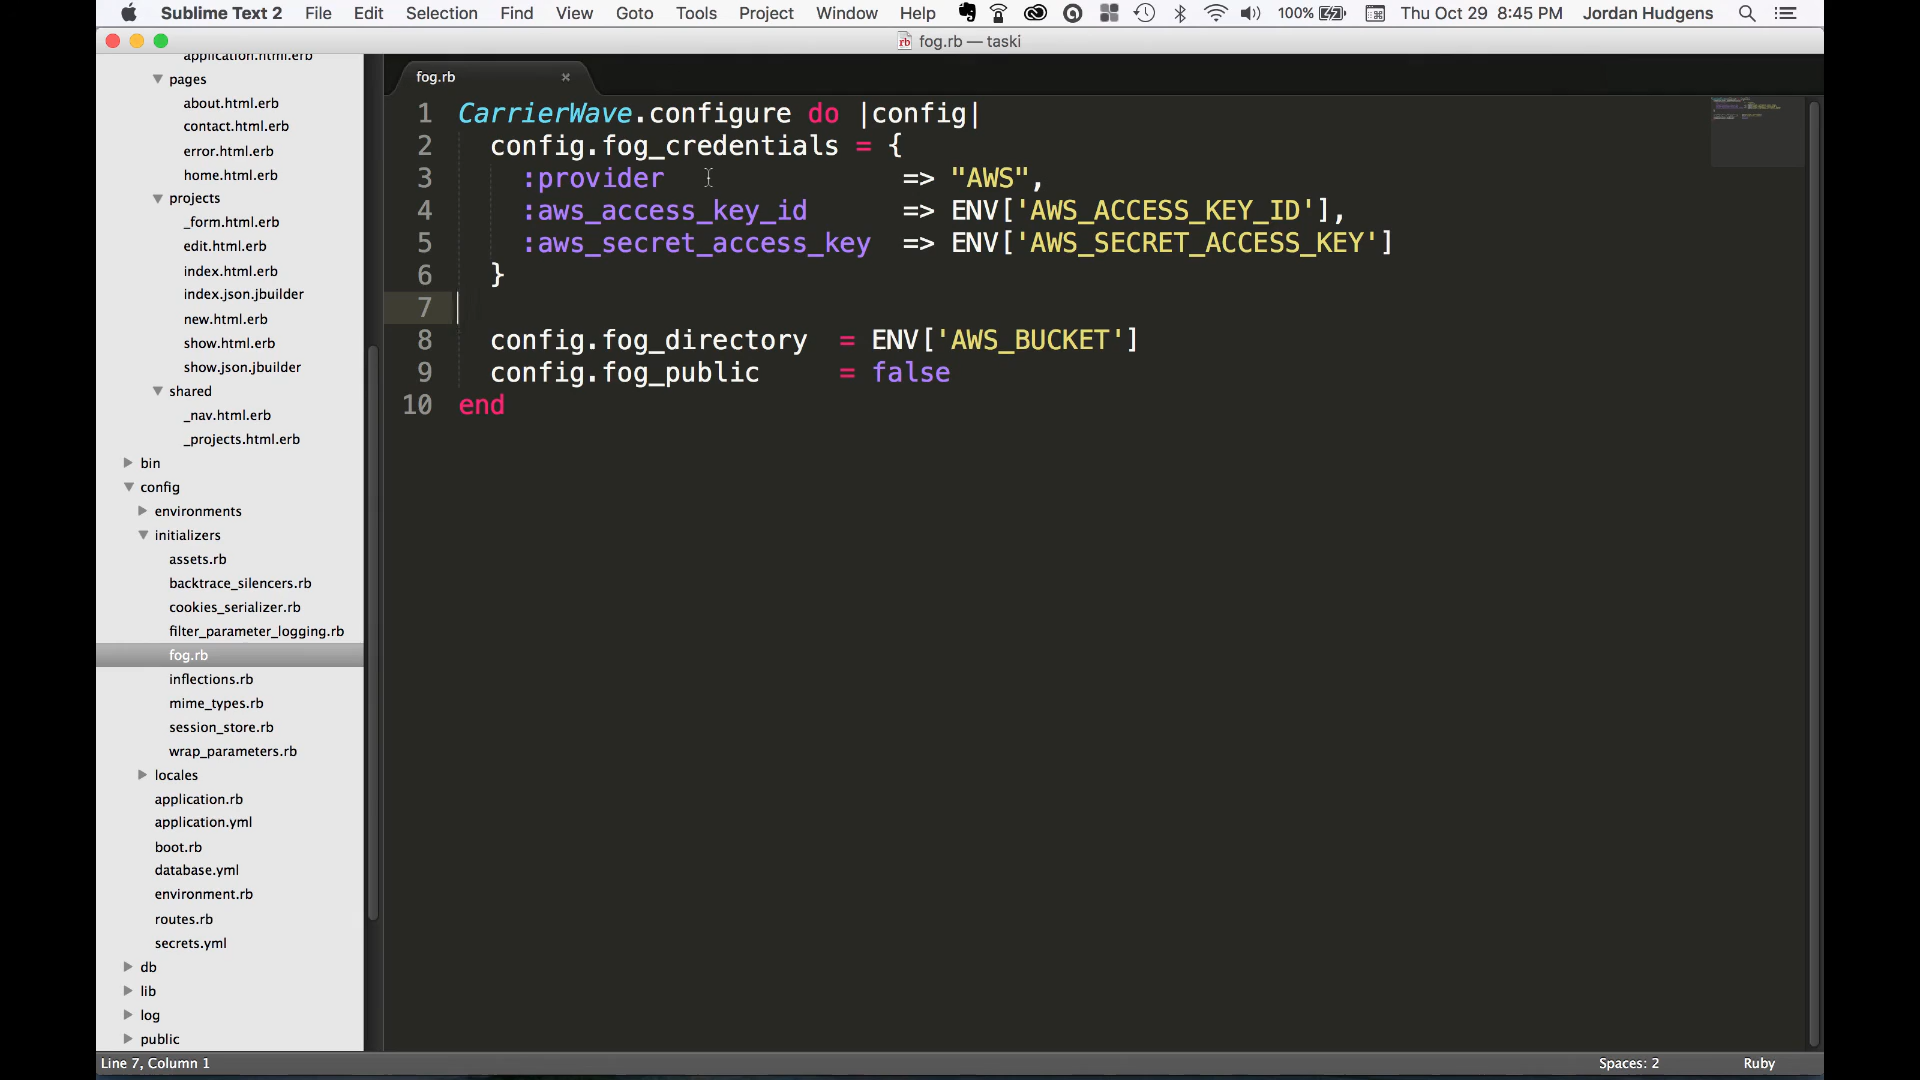 Sublime Text 2 File Edit Selection Find View Goto Tools Project Window Help 100% Thu Oct 29 8:45 PM Jordan Hudgens
fog.rb — taski
application.html.erb
pages
about.html.erb
contact.html.erb
error.html.erb
home.html.erb
projects
_form.html.erb
edit.html.erb
index.html.erb
index.json.jbuilder
new.html.erb
show.html.erb
show.json.jbuilder
shared
_nav.html.erb
_projects.html.erb
bin
config
environments
initializers
assets.rb
backtrace_silencers.rb
cookies_serializer.rb
filter_parameter_logging.rb
fog.rb
inflections.rb
mime_types.rb
session_store.rb
wrap_parameters.rb
locales
application.rb
application.yml
boot.rb
database.yml
environment.rb
routes.rb
secrets.yml
db
lib
log
public
fog.rb ×
1 CarrierWave.configure do |config|
2   config.fog_credentials = {
3     :provider               => "AWS",
4     :aws_access_key_id      => ENV['AWS_ACCESS_KEY_ID'],
5     :aws_secret_access_key  => ENV['AWS_SECRET_ACCESS_KEY']
6   }
7
8   config.fog_directory  = ENV['AWS_BUCKET']
9   config.fog_public     = false
10 end
Line 7, Column 1 Spaces: 2 Ruby